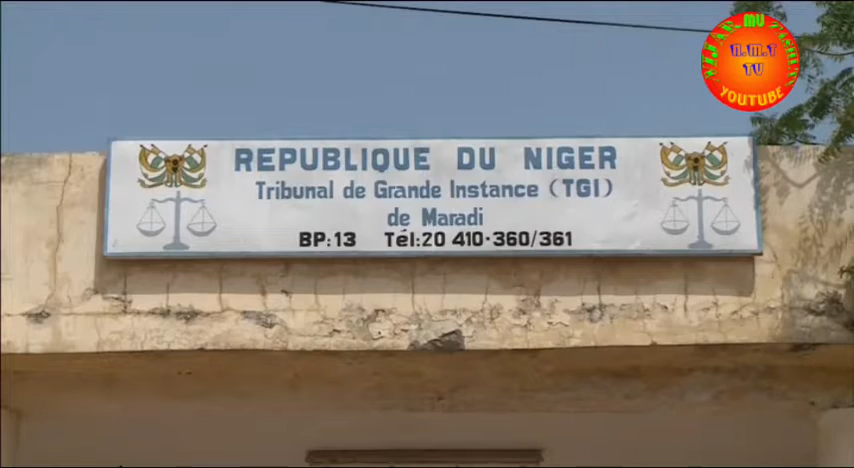 REPUBLIQUE DU NIGER
Tribunal de Grande Instance (TGI)
de Maradi
BP:13 Tél:20 410-360/361
N.M.T
TV
YOUTUBE